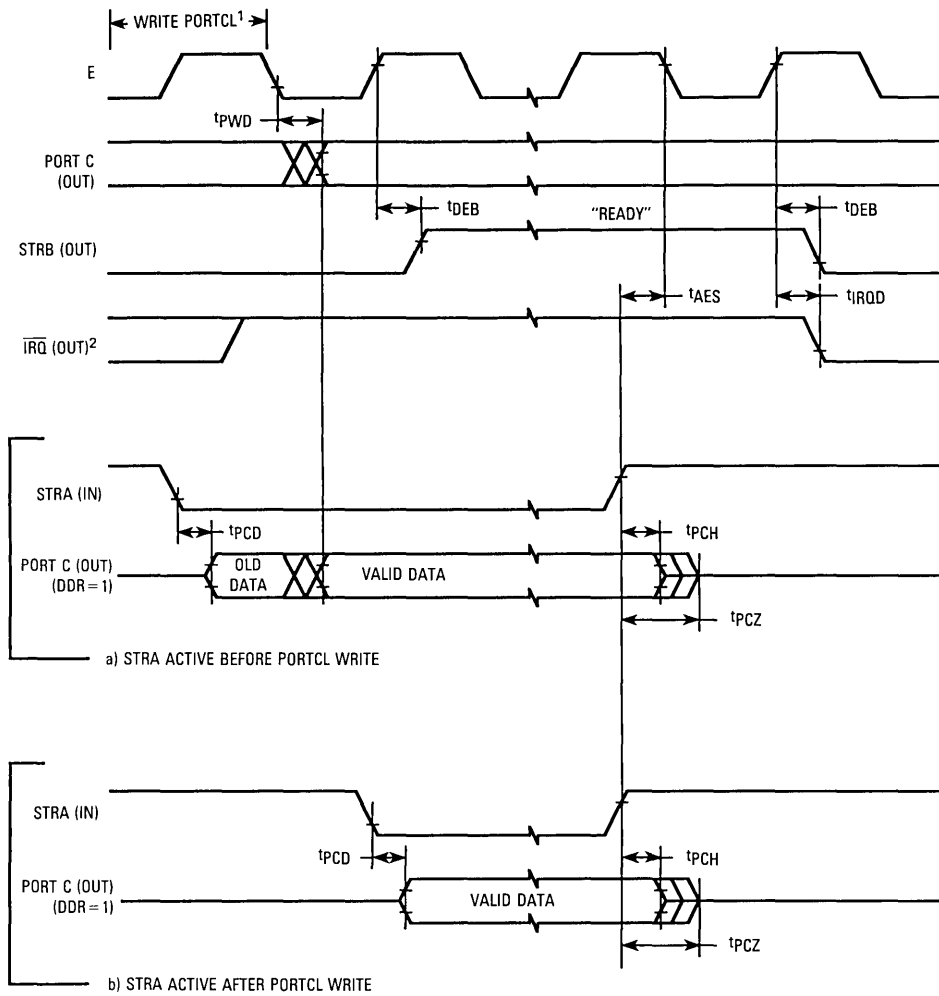 WRITE PORTCL1
E
tPWD
PORT C
(OUT)
tDEB
"READY"
tDEB
STRB (OUT)
tAES
tIRQD
IRQ (OUT)2
STRA (IN)
tPCD
tPCH
PORT C (OUT)
(DDR = 1)
OLD
DATA
VALID DATA
tPCZ
a) STRA ACTIVE BEFORE PORTCL WRITE
STRA (IN)
tPCD
tPCH
PORT C (OUT)
(DDR = 1)
VALID DATA
tPCZ
b) STRA ACTIVE AFTER PORTCL WRITE